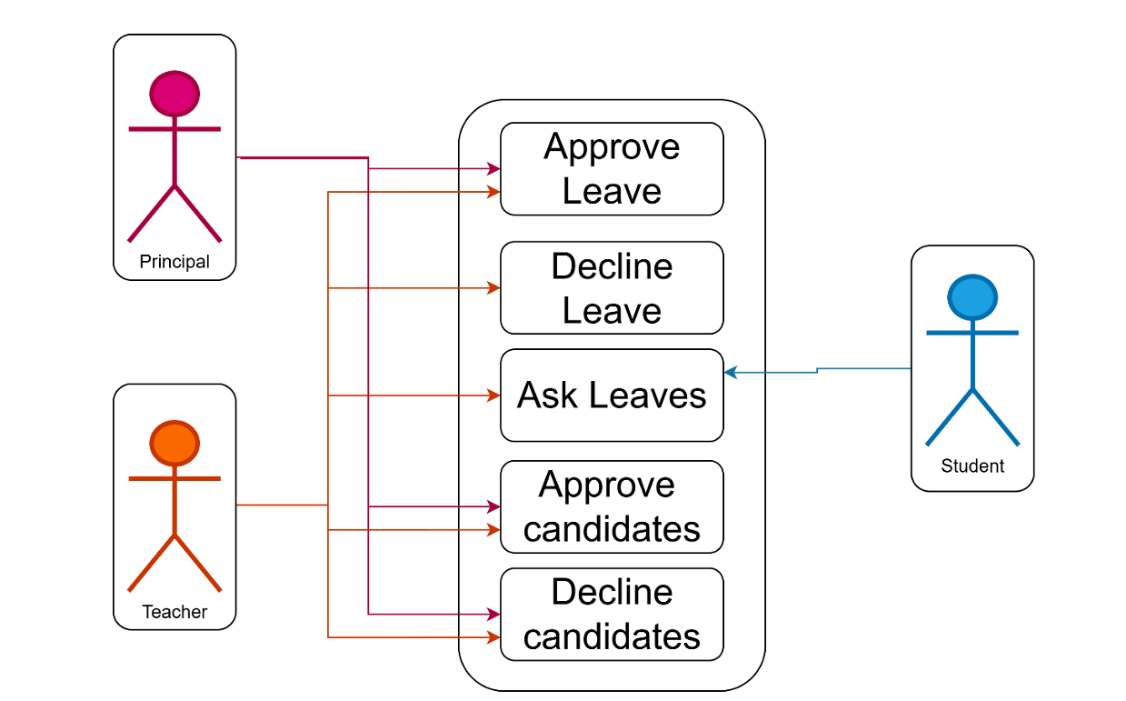 Principal
Teacher
Approve
Leave
Decline
Leave
Ask Leaves
Approve
candidates
Decline
candidates
Student